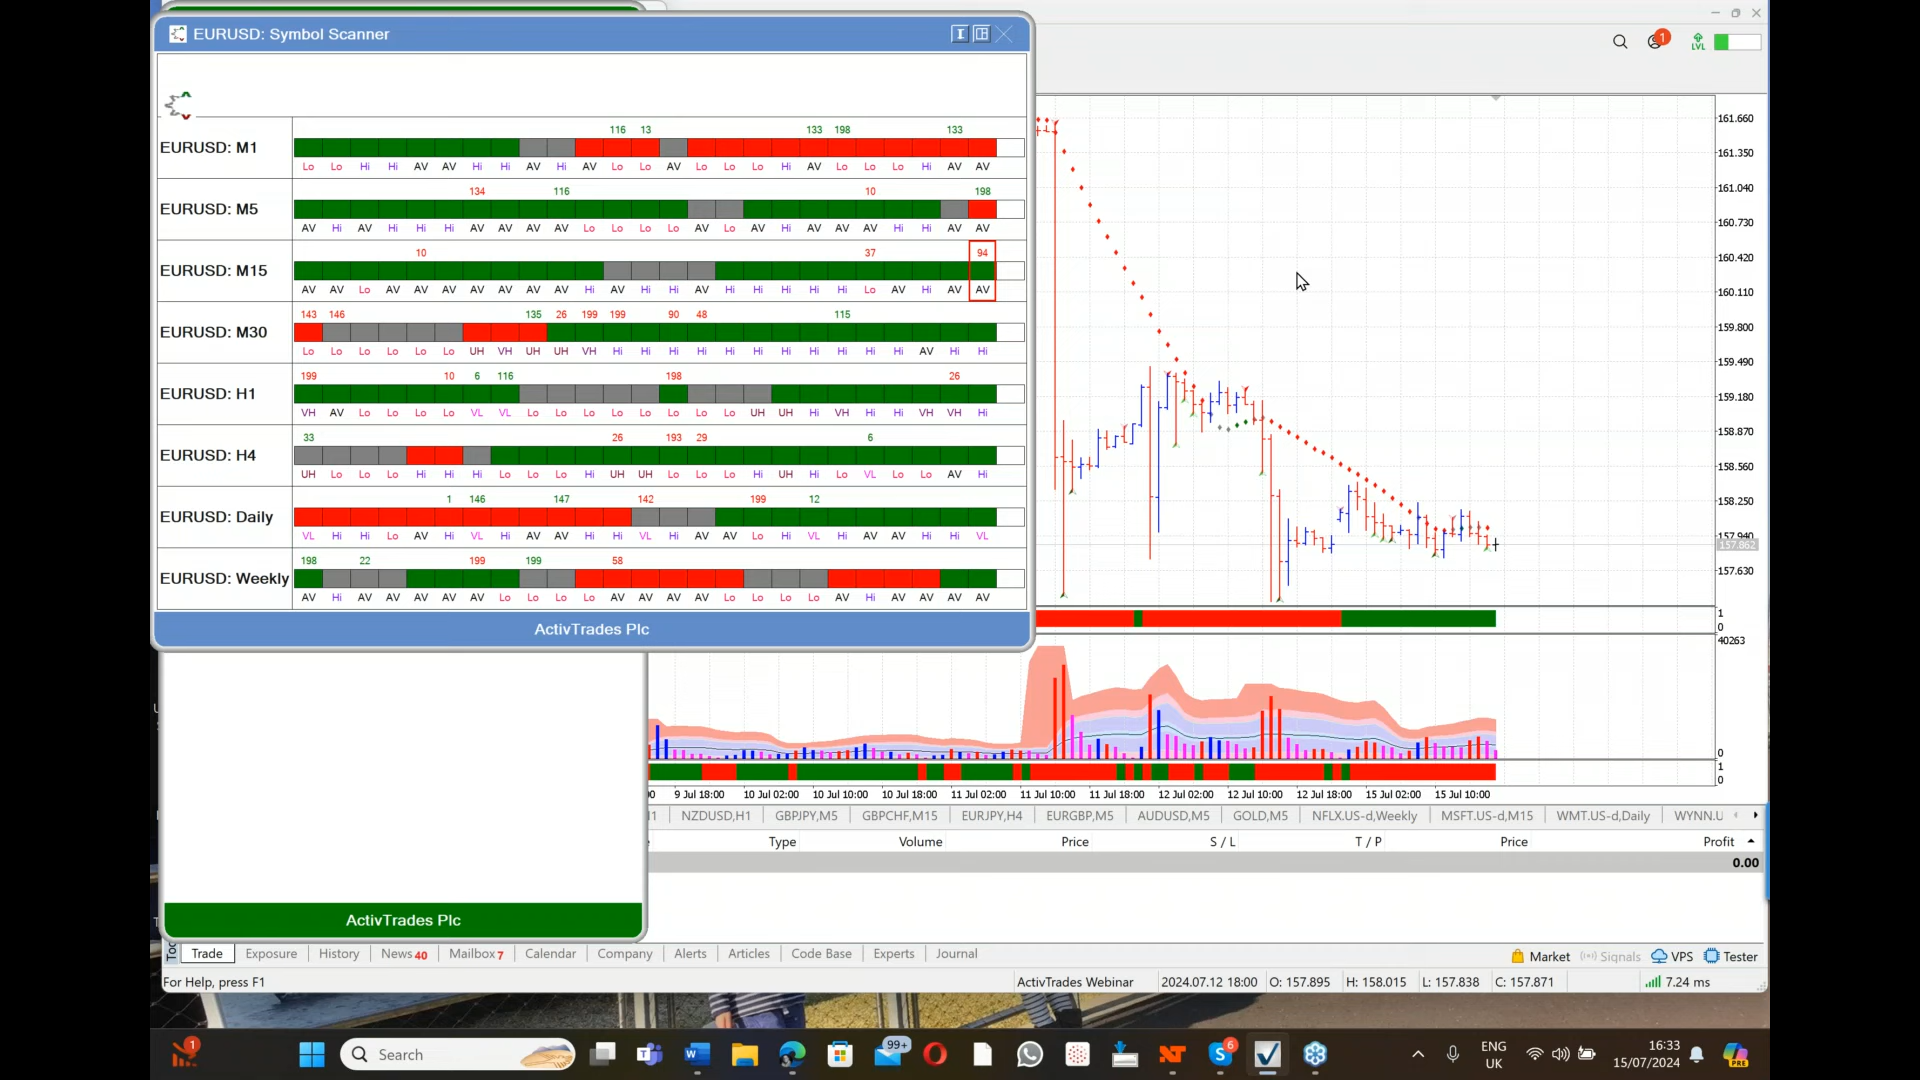 EURUSD: Symbol Scanner
EURUSD: M1
116 13 133 198 133
Lo Lo Hi Hi AV AV Hi Hi AV Hi AV Lo Lo AV Lo Lo Lo Hi AV Lo Lo Lo Hi AV AV
EURUSD: M5
134 116 10 198
AV Hi AV Hi Hi Hi AV AV AV AV Lo Lo Lo Lo AV Lo AV Hi AV AV AV Hi Hi AV AV
EURUSD: M15
10 37 94
AV AV Lo AV AV AV AV AV AV AV Hi AV Hi Hi AV Hi Hi Hi Hi Hi Lo AV Hi AV AV
EURUSD: M30
143 146 135 26 199 199 90 48 115
Lo Lo Lo Lo Lo Lo UH VH UH UH VH Hi Hi Hi Hi Hi Hi Hi Hi Hi Hi Hi AV Hi Hi
EURUSD: H1
199 10 6 116 198 26
VH AV Lo Lo Lo Lo VL VL Lo Lo Lo Lo Lo Lo Lo Lo UH UH Hi VH Hi Hi VH VH Hi
EURUSD: H4
33 26 193 29 6
UH Lo Lo Lo Hi Hi Hi Lo Lo Lo Hi UH UH Lo Lo Lo Hi UH Hi Lo VL Lo Lo AV Hi
EURUSD: Daily
1 146 147 142 199 12
VL Hi Hi Lo AV Hi VL Hi AV AV Hi Hi VL Hi AV AV Lo Hi VL Hi AV AV Hi Hi VL
EURUSD: Weekly
198 22 199 199 58
AV Hi AV AV AV AV AV Lo Lo Lo Lo AV AV AV AV Lo Lo Lo Lo AV Hi AV AV AV AV
ActivTrades Plc
1
LVL
161.660
161.350
161.040
160.730
160.420
160.110
159.800
159.490
159.180
158.870
158.560
158.250
157.940
157.862
157.630
1
0
40263
0
1
0
9 Jul 18:00 10 Jul 02:00 10 Jul 10:00 10 Jul 18:00 11 Jul 02:00 11 Jul 10:00 11 Jul 18:00 12 Jul 02:00 12 Jul 10:00 12 Jul 18:00 15 Jul 02:00 15 Jul 10:00
NZDUSD,H1 GBPJPY,M5 GBPCHF,M15 EURJPY,H4 EURGBP,M5 AUDUSD,M5 GOLD,M5 NFLX.US-d,Weekly MSFT.US-d,M15 WMT.US-d,Daily WYNN.U
Type Volume Price S / L T / P Price Profit
0.00
ActivTrades Plc
Trade Exposure History News 40 Mailbox 7 Calendar Company Alerts Articles Code Base Experts Journal
Market Signals VPS Tester
For Help, press F1
ActivTrades Webinar 2024.07.12 18:00 O: 157.895 H: 158.015 L: 157.838 C: 157.871 7.24 ms
1 Search 99+ 6 ENG
UK
16:33
15/07/2024
PRE